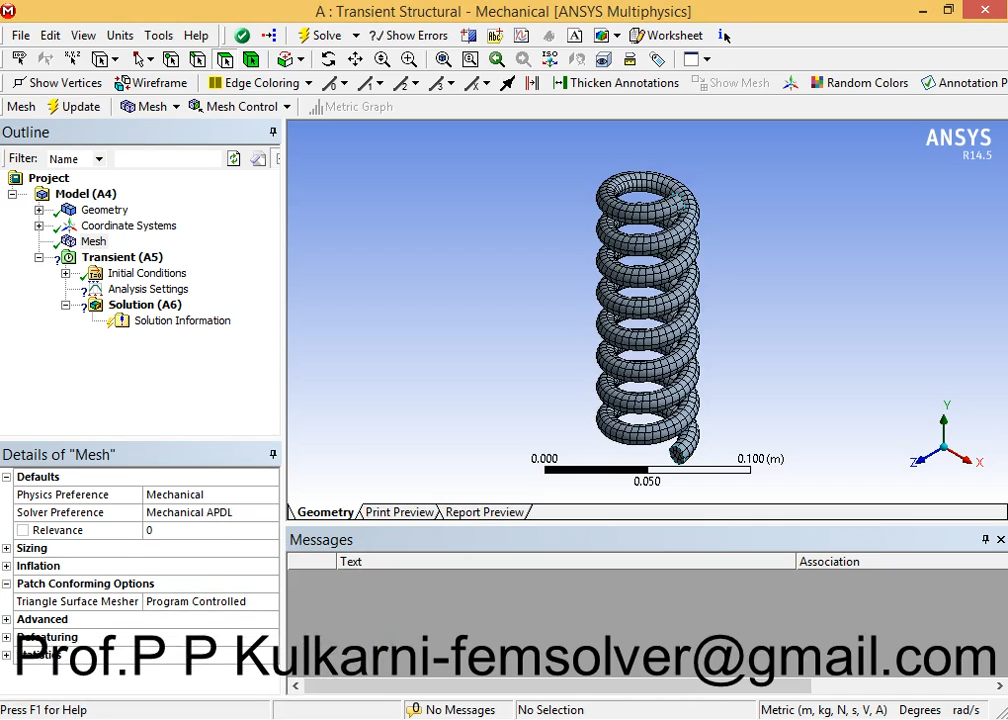 A : Transient Structural - Mechanical [ANSYS Multiphysics]
File Edit View Units Tools Help Solve ?/ Show Errors Worksheet
Show Vertices Wireframe Edge Coloring Thicken Annotations Show Mesh Random Colors Annotation P
Mesh Update Mesh Mesh Control Metric Graph
Outline
Filter: Name
Project
Model (A4)
Geometry
Coordinate Systems
Mesh
Transient (A5)
Initial Conditions
Analysis Settings
Solution (A6)
Solution Information
ANSYS
R14.5
0.000 0.100 (m)
0.050
Y
Z X
Geometry Print Preview Report Preview
Details of "Mesh"
Defaults
Physics Preference Mechanical
Solver Preference Mechanical APDL
Relevance 0
Sizing
Inflation
Patch Conforming Options
Triangle Surface Mesher Program Controlled
Advanced
Defeaturing
Statistics
Messages
Text Association
Prof.P P Kulkarni-femsolver@gmail.com
Press F1 for Help No Messages No Selection Metric (m, kg, N, s, V, A) Degrees rad/s